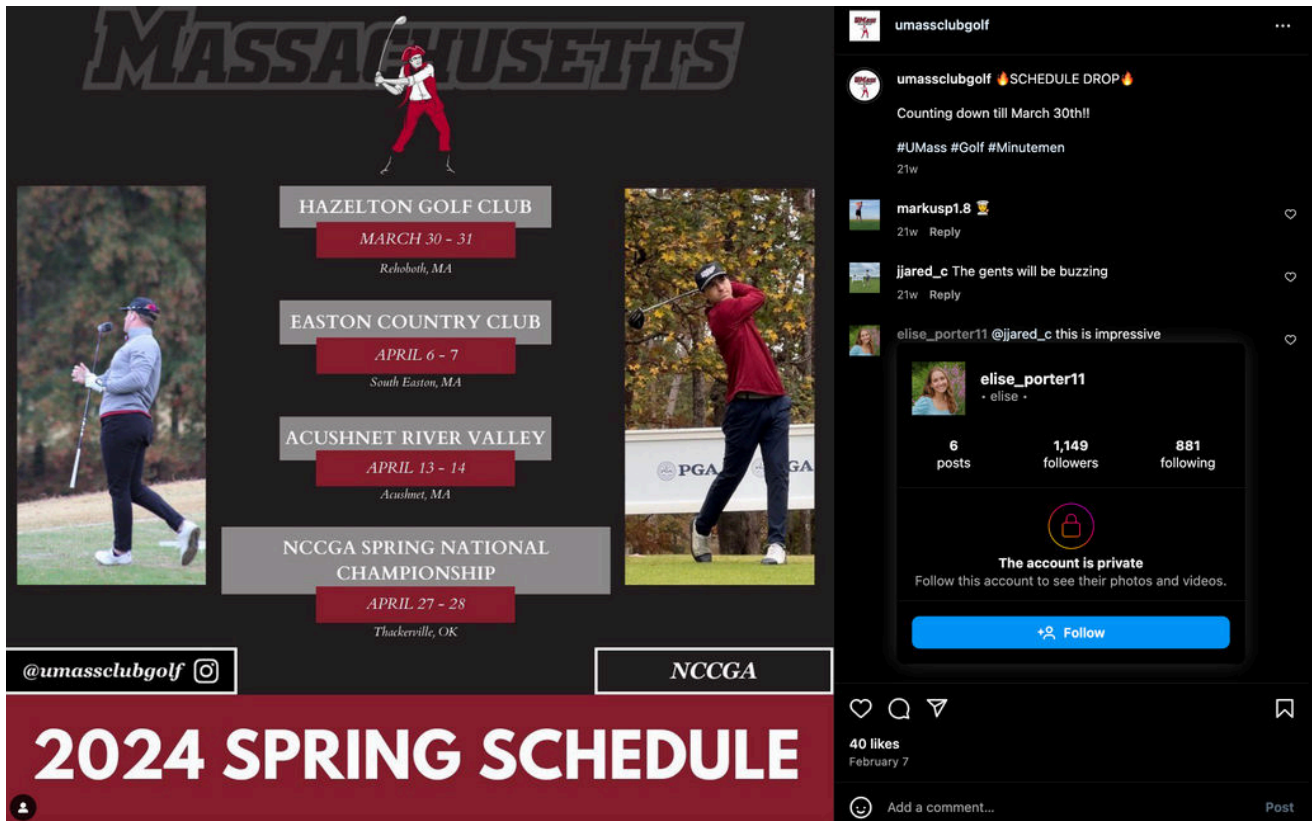 MASSACHUSETTS
HAZELTON GOLF CLUB
MARCH 30 - 31
Rehoboth, MA
EASTON COUNTRY CLUB
APRIL 6 - 7
South Easton, MA
ACUSHNET RIVER VALLEY
APRIL 13 - 14
Acushnet, MA
NCCGA SPRING NATIONAL
CHAMPIONSHIP
APRIL 27 - 28
Thackerville, OK
PGA
GA
@umassclubgolf
NCCGA
2024 SPRING SCHEDULE
umassclubgolf
umassclubgolf 🔥SCHEDULE DROP🔥
Counting down till March 30th!!
#UMass #Golf #Minutemen
21w
markusp1.8
21w Reply
jjared_c The gents will be buzzing
21w Reply
elise_porter11 @jjared_c this is impressive
elise_porter11
• elise •
6 1,149 881
posts followers following
The account is private
Follow this account to see their photos and videos.
Follow
40 likes
February 7
Add a comment... Post